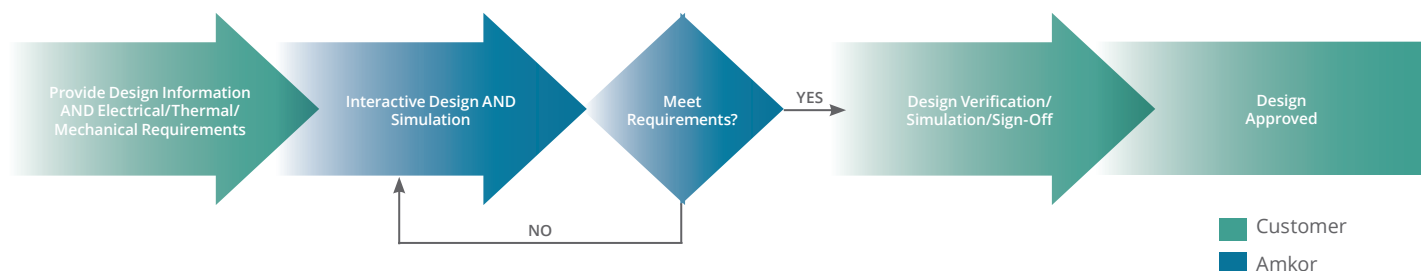 Provide Design Information
AND Electrical/Thermal/
Mechanical Requirements
Interactive Design AND
Simulation
Meet
Requirements?
YES
NO
Design Verification/
Simulation/Sign-Off
Design
Approved
Customer
Amkor